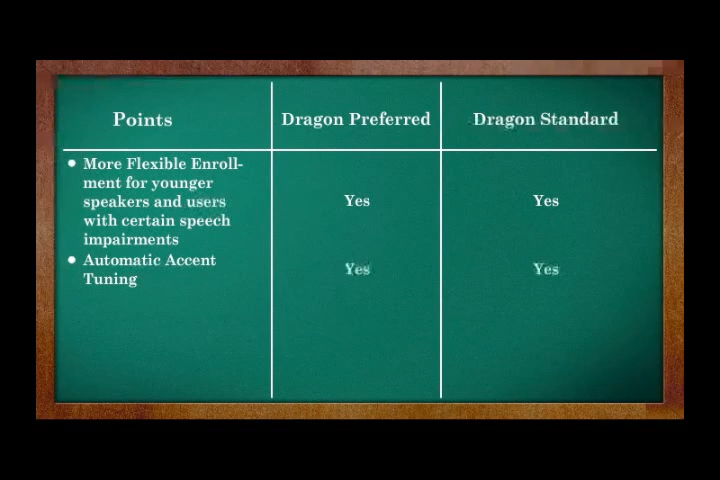 Points Dragon Preferred Dragon Standard
• More Flexible Enroll-
ment for younger
speakers and users Yes Yes
with certain speech
impairments
• Automatic Accent Yes Yes
Tuning